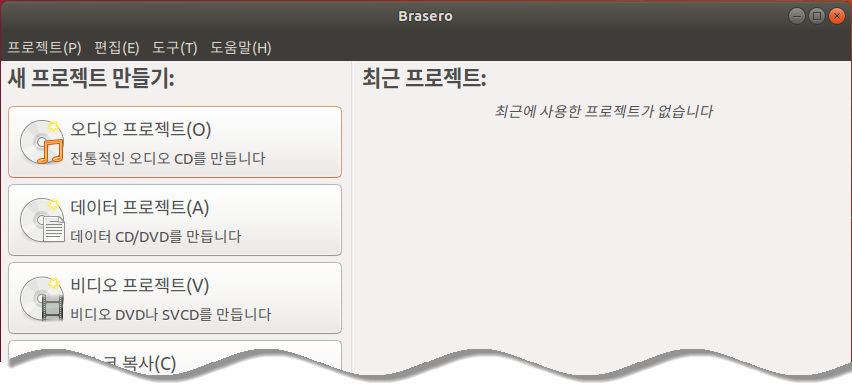 Brasero
프로젝트(P) 편집(E) 도구(T) 도움말(H)
새 프로젝트 만들기:
오디오 프로젝트(O)
전통적인 오디오 CD를 만듭니다
데이터 프로젝트(A)
데이터 CD/DVD를 만듭니다
비디오 프로젝트(V)
비디오 DVD나 SVCD를 만듭니다
복사(C)
최근 프로젝트:
최근에 사용한 프로젝트가 없습니다